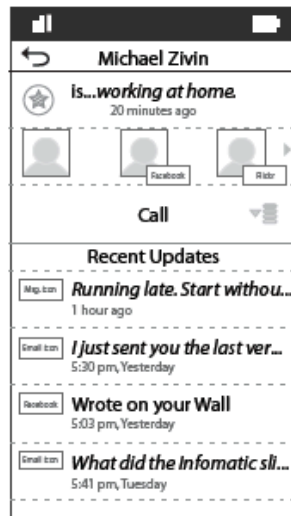 Michael Zivin
is...working at home.
20 minutes ago
Facebook
Flickr
Call
Recent Updates
Msg. Icon
Running late. Start withou...
1 hour ago
Email Icon
I just sent you the last ver...
5:30 pm, Yesterday
Facebook
Wrote on your Wall
5:03 pm, Yesterday
Email Icon
What did the Infomatic sli...
5:41 pm, Tuesday